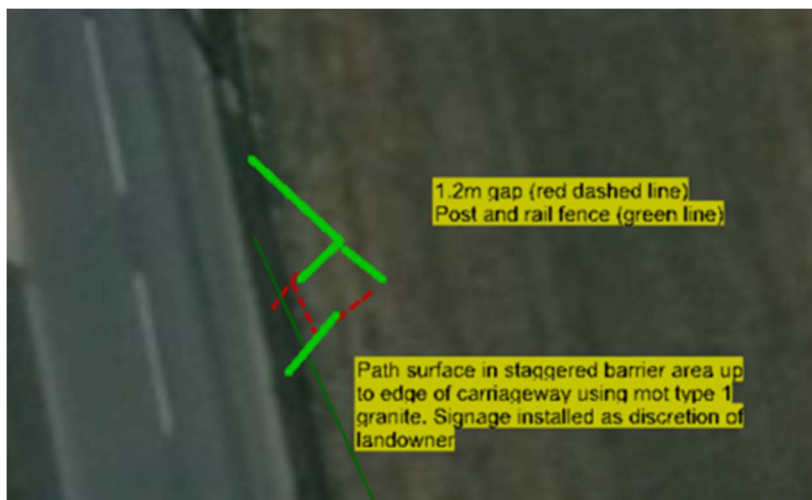 1.2m gap (red dashed line)
Post and rail fence (green line)
Path surface in staggered barrier area up
to edge of carriageway using mot type 1
granite. Signage installed as discretion of
landowner